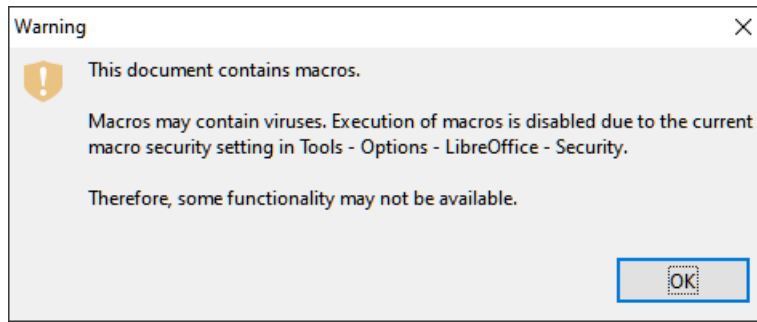 Warning
This document contains macros.
Macros may contain viruses. Execution of macros is disabled due to the current
macro security setting in Tools - Options - LibreOffice - Security.
Therefore, some functionality may not be available.
OK